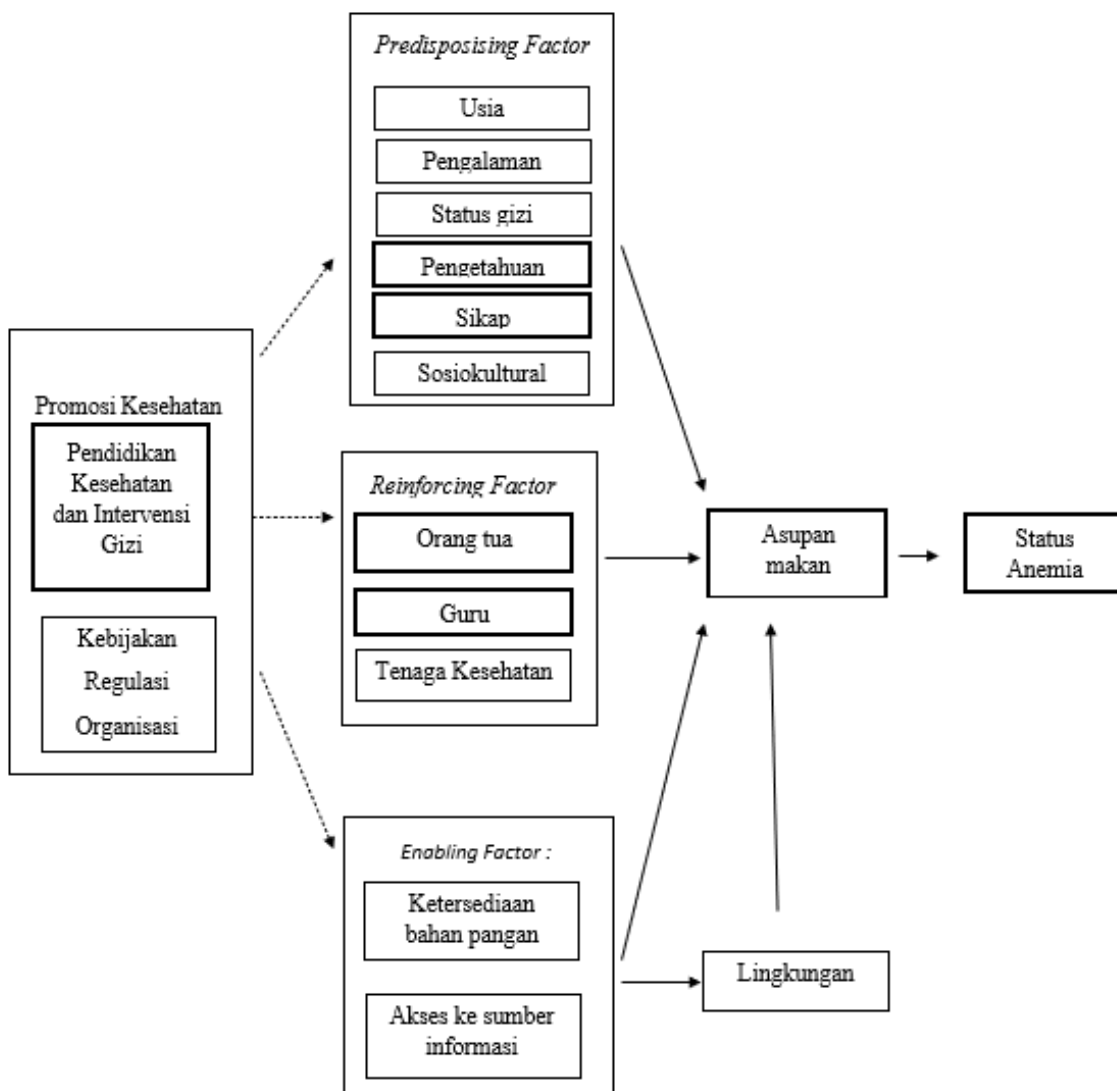 Predisposising Factor
Usia
Pengalaman
Status gizi
Pengetahuan
Sikap
Sosiokultural
Promosi Kesehatan
Pendidikan
Kesehatan
dan Intervensi
Gizi
Kebijakan
Regulasi
Organisasi
Reinforcing Factor
Orang tua
Guru
Tenaga Kesehatan
Asupan
makan
Status
Anemia
Enabling Factor :
Ketersediaan
bahan pangan
Akses ke sumber
informasi
Lingkungan